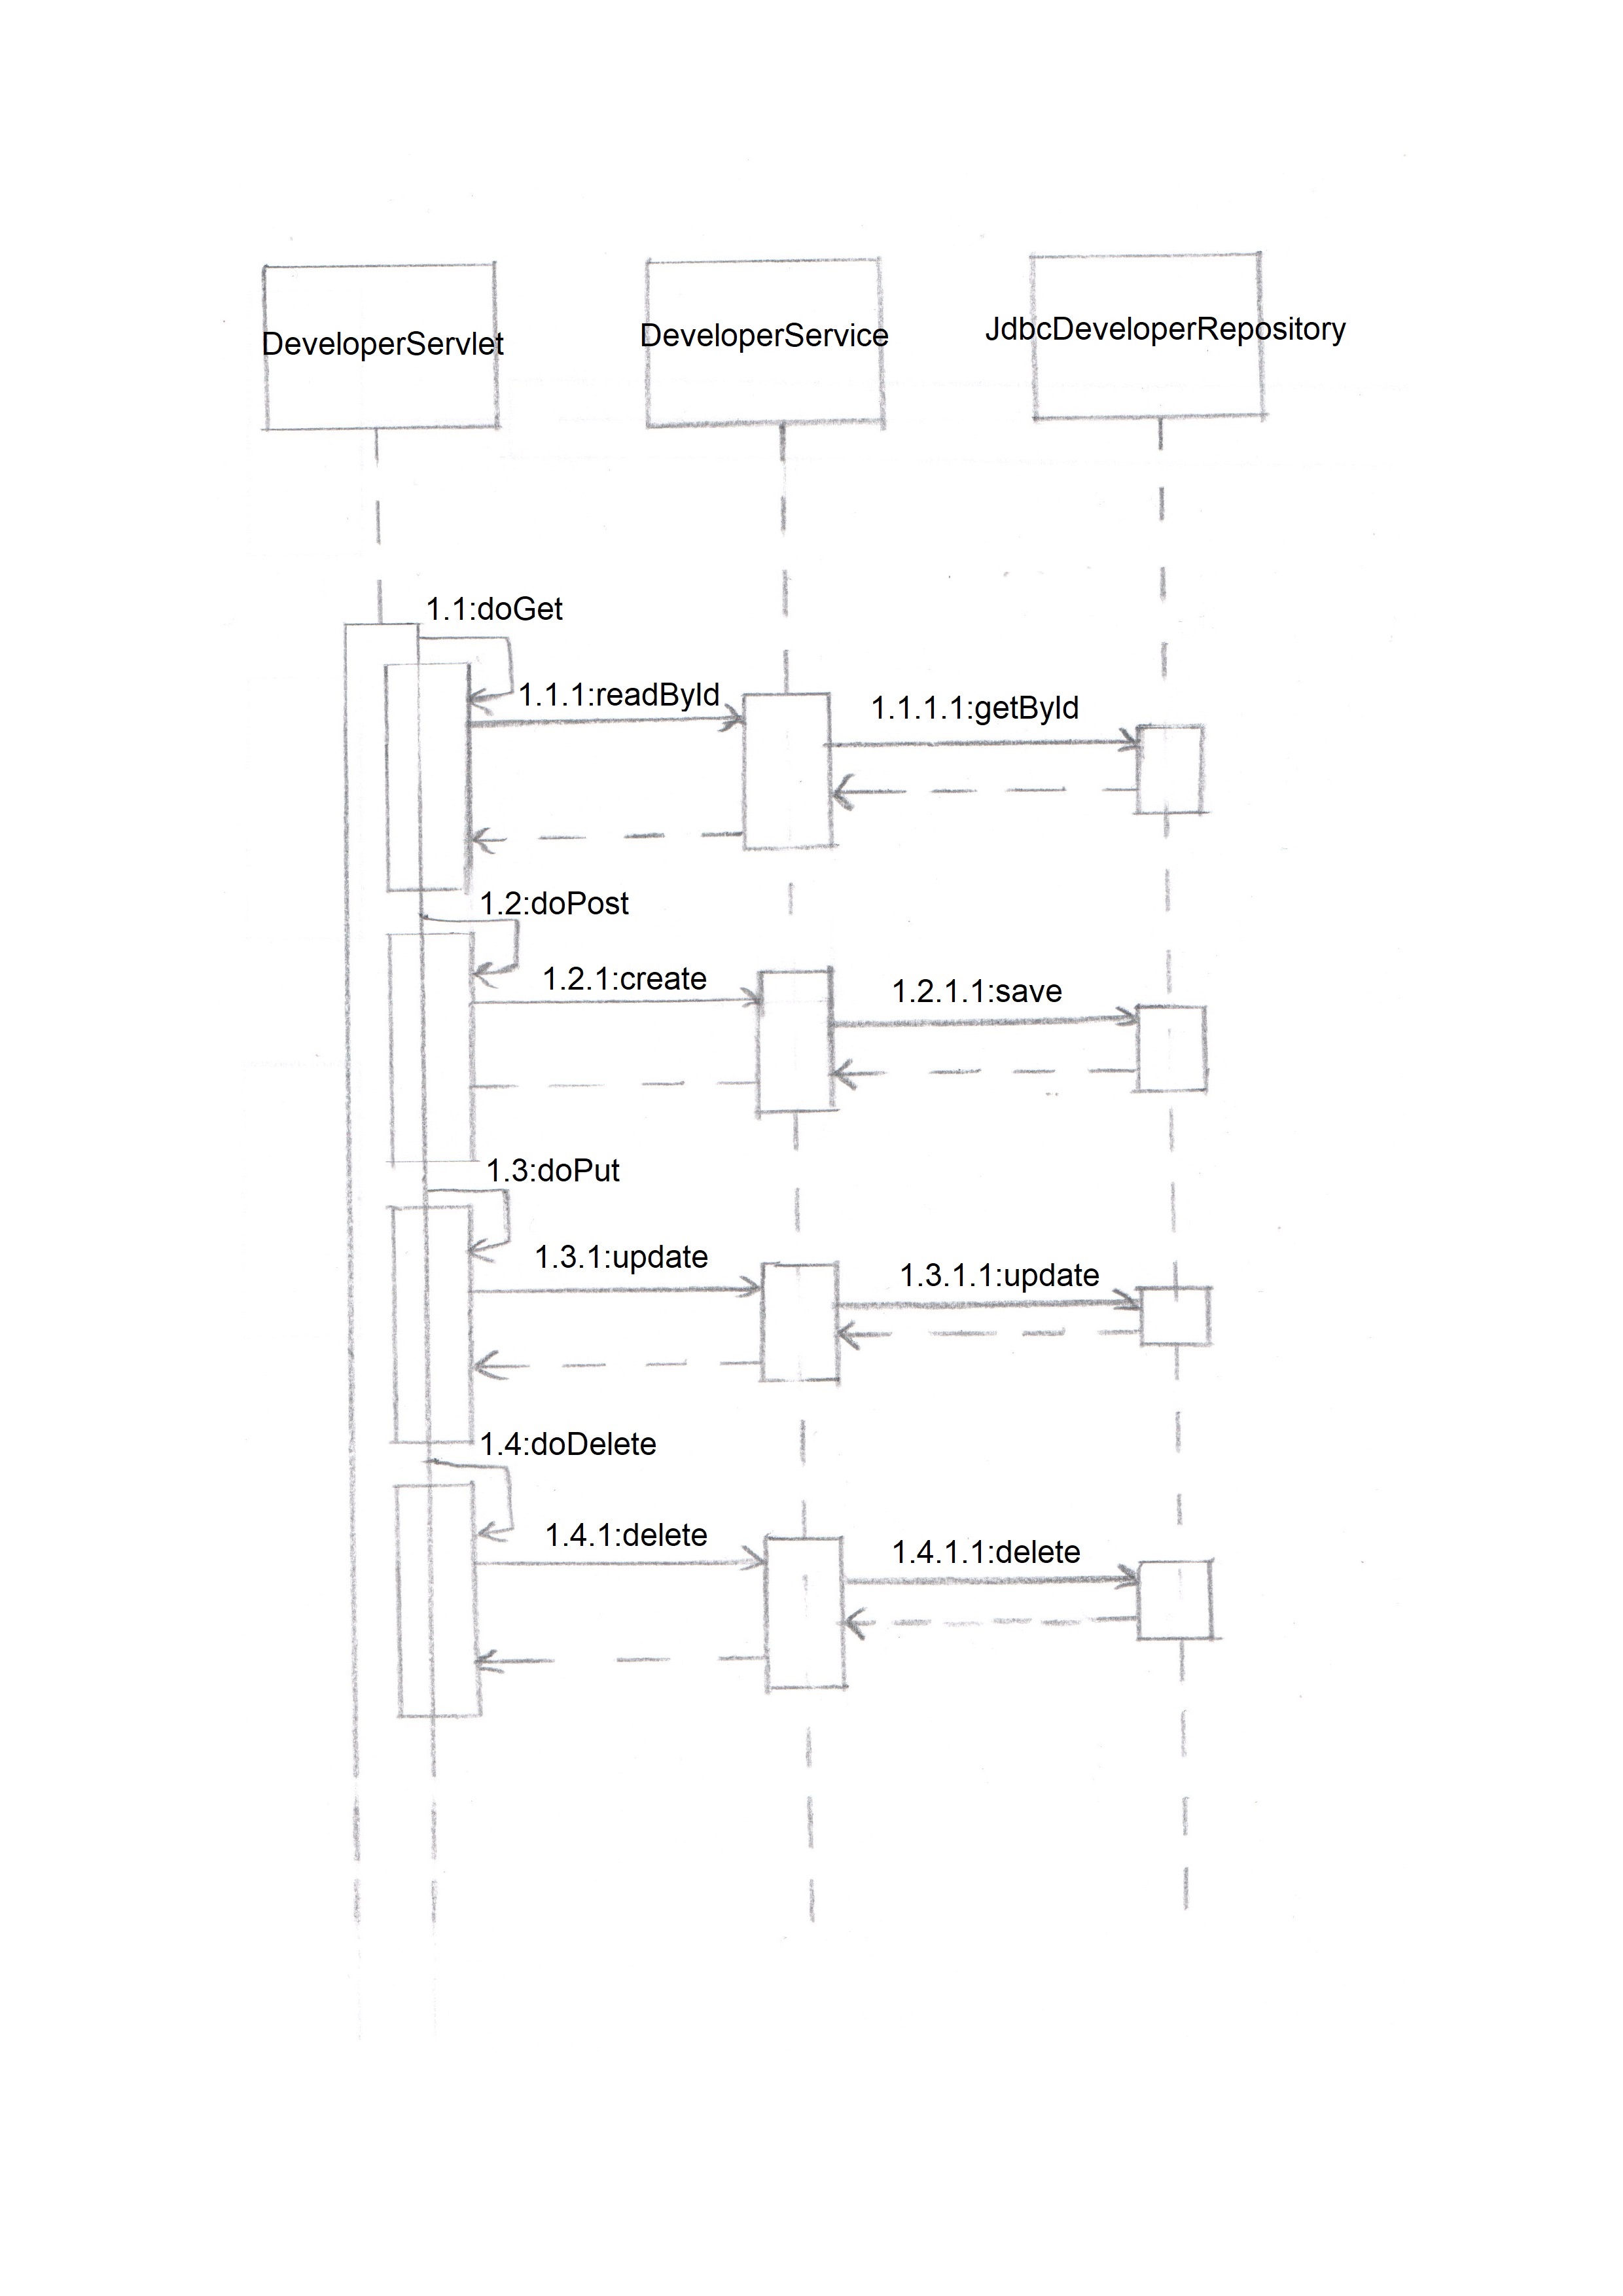 DeveloperServlet
DeveloperService
JdbcDeveloperRepository
1.1:doGet
1.1.1:readById
1.1.1.1:getById
1.2:doPost
1.2.1:create
1.2.1.1:save
1.3:doPut
1.3.1:update
1.3.1.1:update
1.4:doDelete
1.4.1:delete
1.4.1.1:delete